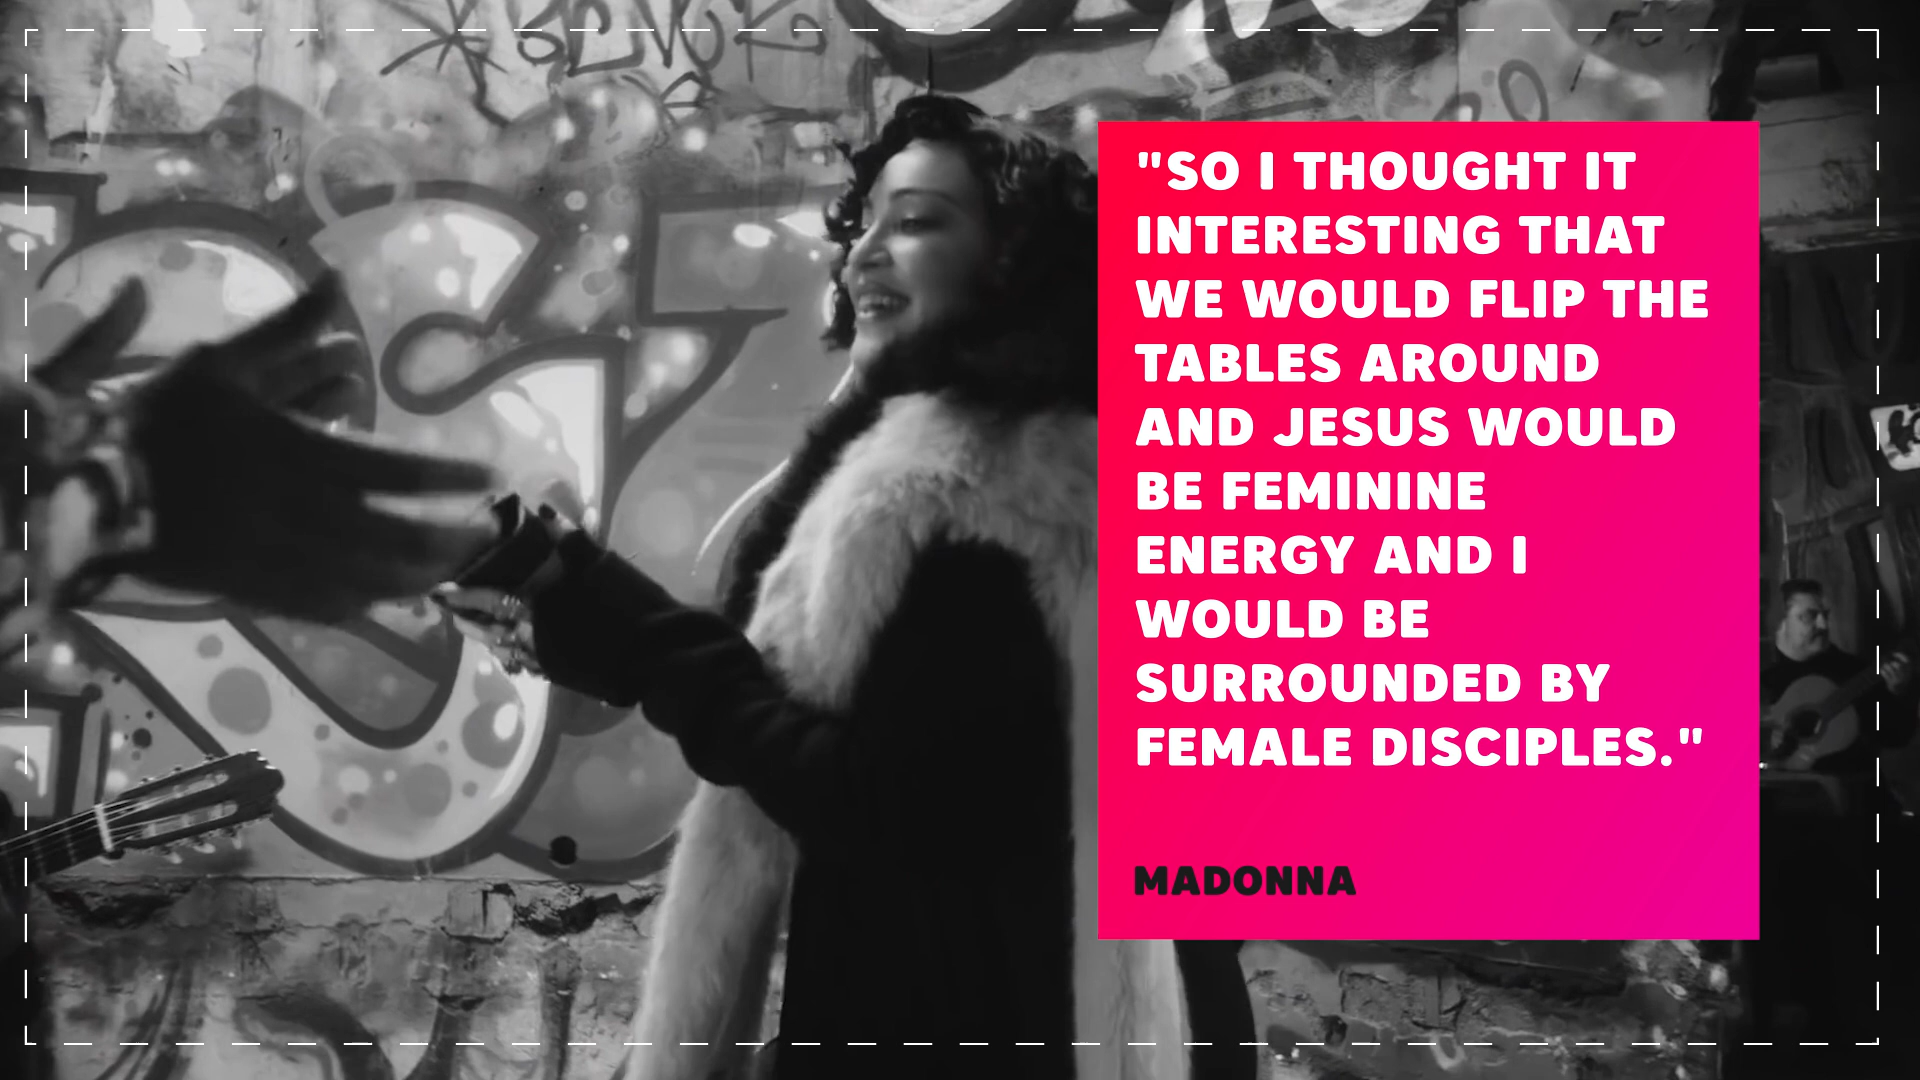 "SO I THOUGHT IT
INTERESTING THAT
WE WOULD FLIP THE
TABLES AROUND
AND JESUS WOULD
BE FEMININE
ENERGY AND I
WOULD BE
SURROUNDED BY
FEMALE DISCIPLES."
MADONNA